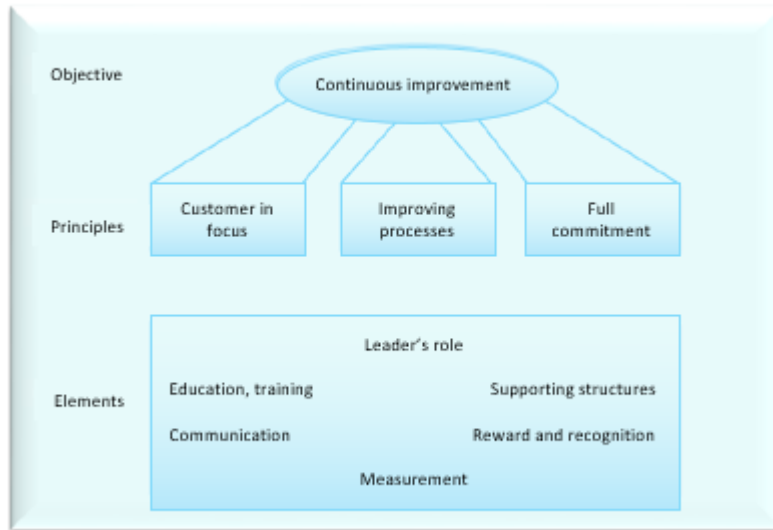 Objective
Continuous improvement
Principles
Customer in
focus
Improving
processes
Full
commitment
Elements
Leader's role
Education, training
Supporting structures
Communication
Reward and recognition
Measurement